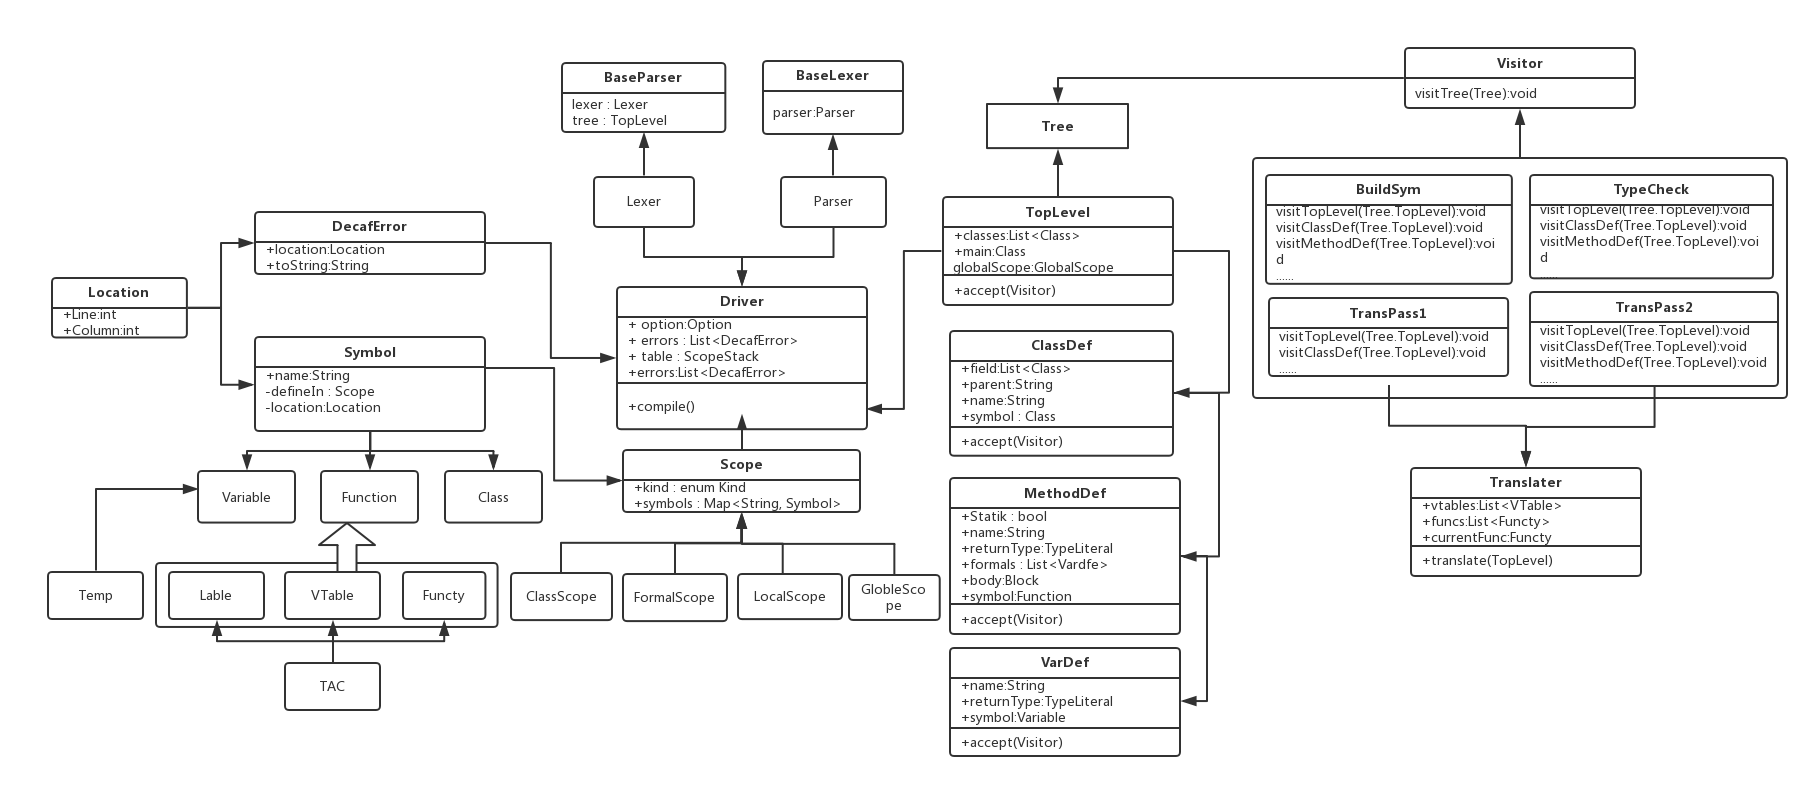 BaseParser
lexer : Lexer
tree : TopLevel
BaseLexer
parser:Parser
Visitor
visitTree(Tree):void
Tree
Lexer
Parser
DecafError
+location:Location
+toString:String
Location
+Line:int
+Column:int
Symbol
+name:String
-defineIn : Scope
-location:Location
Driver
+ option:Option
+ errors : List<DecafError>
+ table : ScopeStack
+errors:List<DecafError>
+compile()
Scope
+kind : enum Kind
+symbols : Map<String, Symbol>
Variable
Function
Class
Temp
Lable
VTable
Functy
TAC
ClassScope
FormalScope
LocalScope
GlobleSco
pe
TopLevel
+classes:List<Class>
+main:Class
globalScope:GlobalScope
+accept(Visitor)
ClassDef
+field:List<Class>
+parent:String
+name:String
+symbol : Class
+accept(Visitor)
MethodDef
+Statik : bool
+name:String
+returnType:TypeLiteral
+formals : List<Vardfe>
+body:Block
+symbol:Function
+accept(Visitor)
VarDef
+name:String
+returnType:TypeLiteral
+symbol:Variable
+accept(Visitor)
BuildSym
visitTopLevel(Tree.TopLevel):void
visitClassDef(Tree.TopLevel):void
visitMethodDef(Tree.TopLevel):voi
d
......
TypeCheck
visitTopLevel(Tree.TopLevel):void
visitClassDef(Tree.TopLevel):void
visitMethodDef(Tree.TopLevel):voi
d
......
TransPass1
visitTopLevel(Tree.TopLevel):void
visitClassDef(Tree.TopLevel):void
......
TransPass2
visitTopLevel(Tree.TopLevel):void
visitClassDef(Tree.TopLevel):void
visitMethodDef(Tree.TopLevel):void
......
Translater
+vtables:List<VTable>
+funcs:List<Functy>
+currentFunc:Functy
+translate(TopLevel)